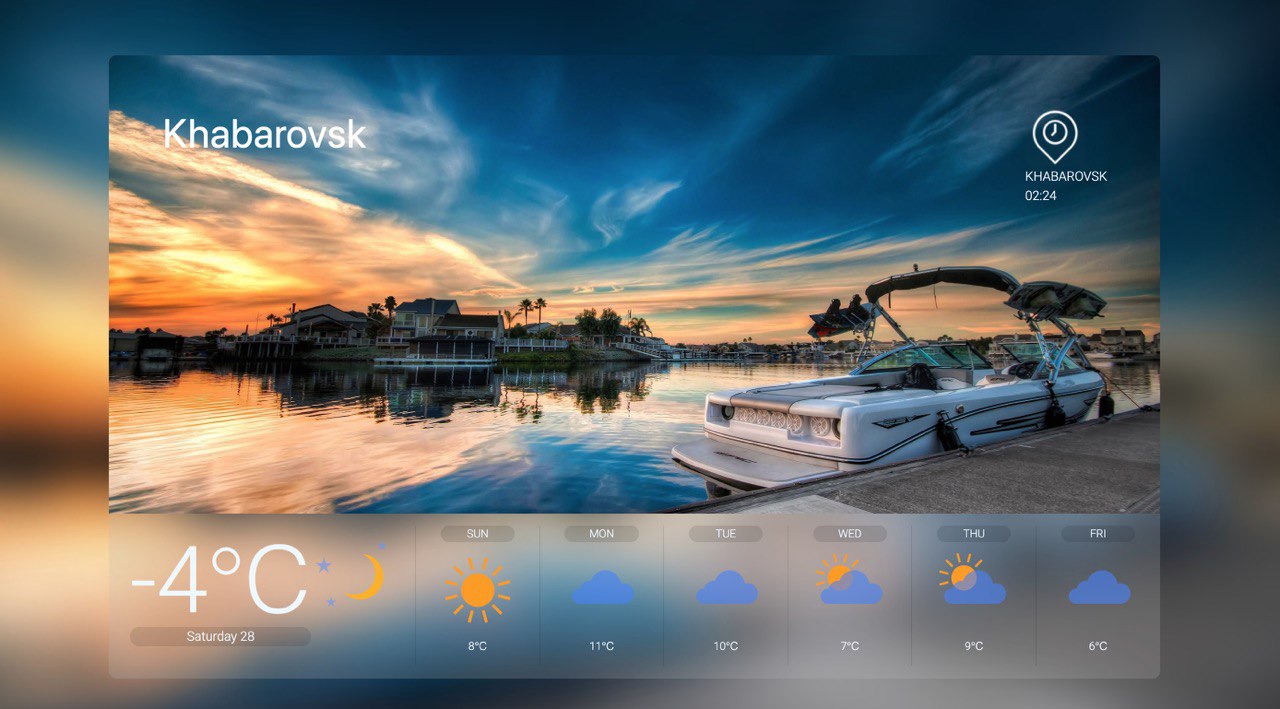 Khabarovsk
KHABAROVSK
02:24
-4°C
Saturday 28
SUN
8°C
MON
11°C
TUE
10°C
WED
7°C
THU
9°C
FRI
6°C